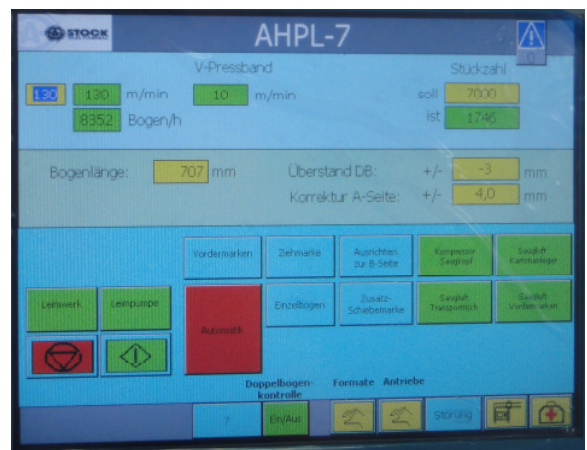 STOCK
AHPL-7
0
V-Pressband
Stückzahl
130 130 m/min 10 m/min soll 7000
8352 Bogen/h ist 1746
Bogenlänge: 707 mm Überstand DB: +/- -3 mm
Korrektur A-Seite: +/- 4,0 mm
Vordermarken Ziehmarke Ausrichten zur B-Seite Kompressor Saugkopf Saugluft Kartonanleger
Leimwerk Leimpumpe Automatik Einzelbogen Zusatz-Schiebemarke Saugluft Transporttisch Saugluft Vordermarken
Doppelbogen-kontrolle Formate Antriebe
? Ein/Aus Störung